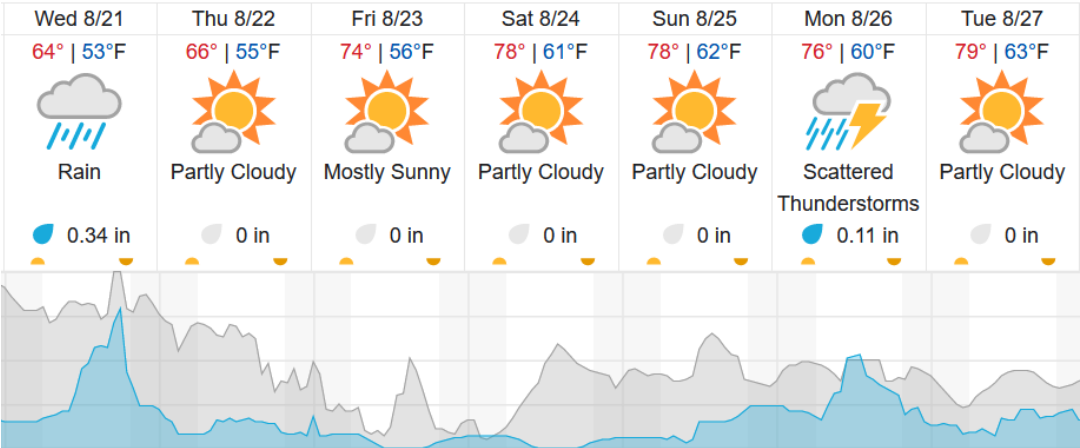 Wed 8/21 Thu 8/22 Fri 8/23 Sat 8/24 Sun 8/25 Mon 8/26 Tue 8/27
64° | 53°F 66° | 55°F 74° | 56°F 78° | 61°F 78° | 62°F 76° | 60°F 79° | 63°F
Rain Partly Cloudy Mostly Sunny Partly Cloudy Partly Cloudy Scattered Partly Cloudy
Thunderstorms
0.34 in 0 in 0 in 0 in 0 in 0.11 in 0 in